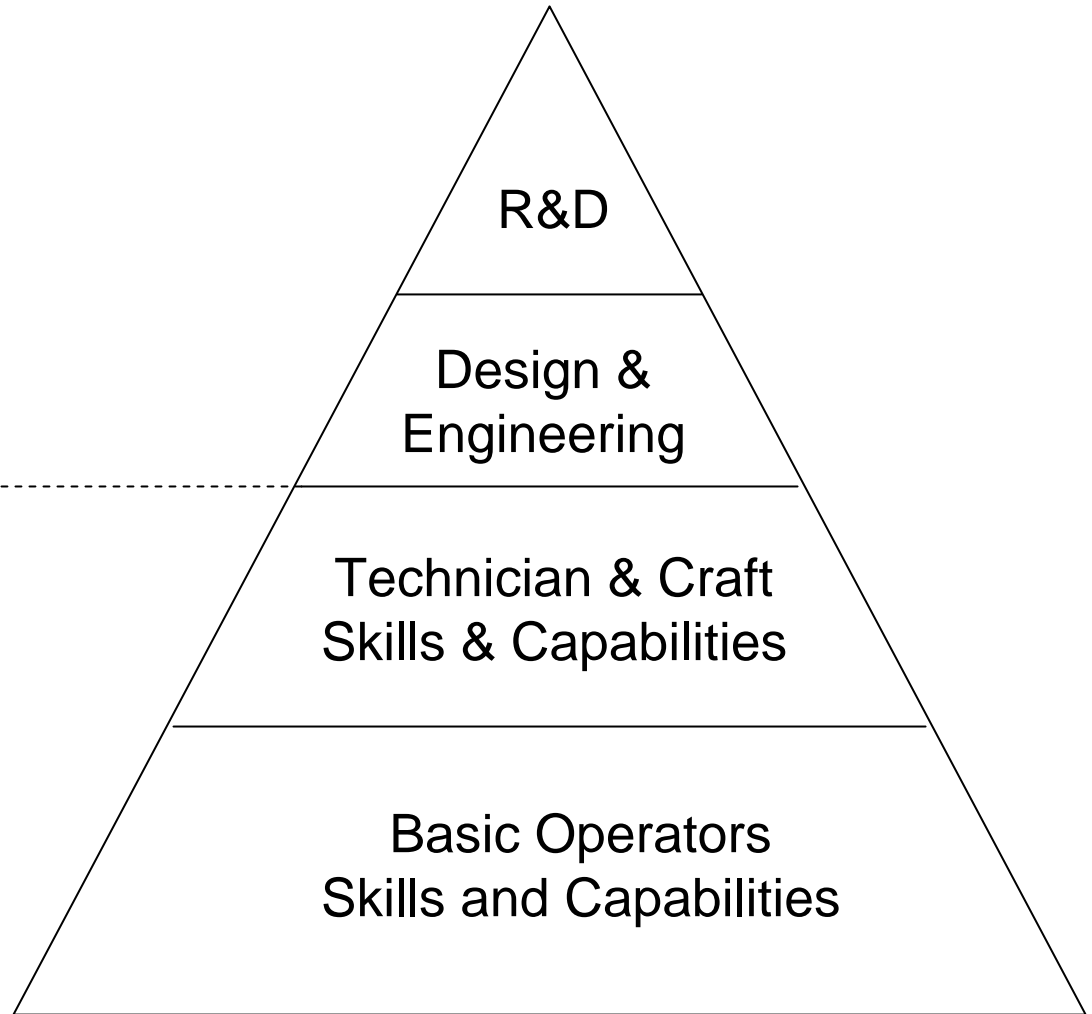 R&D
Design &
Engineering
Technician & Craft
Skills & Capabilities
Basic Operators
Skills and Capabilities